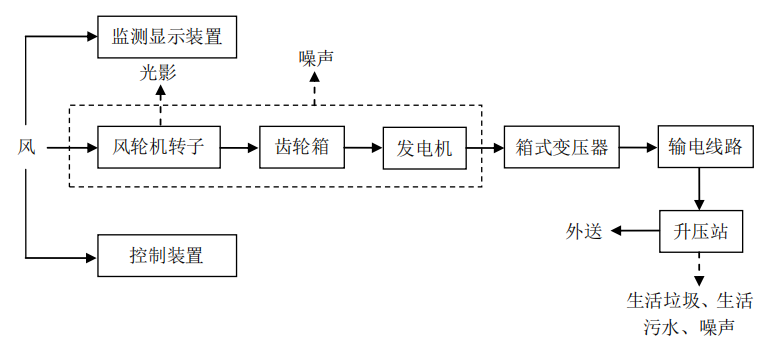 监测显示装置
光影
噪声
风
风轮机转子
齿轮箱
发电机
箱式变压器
输电线路
外送
升压站
控制装置
生活垃圾、生活
污水、噪声